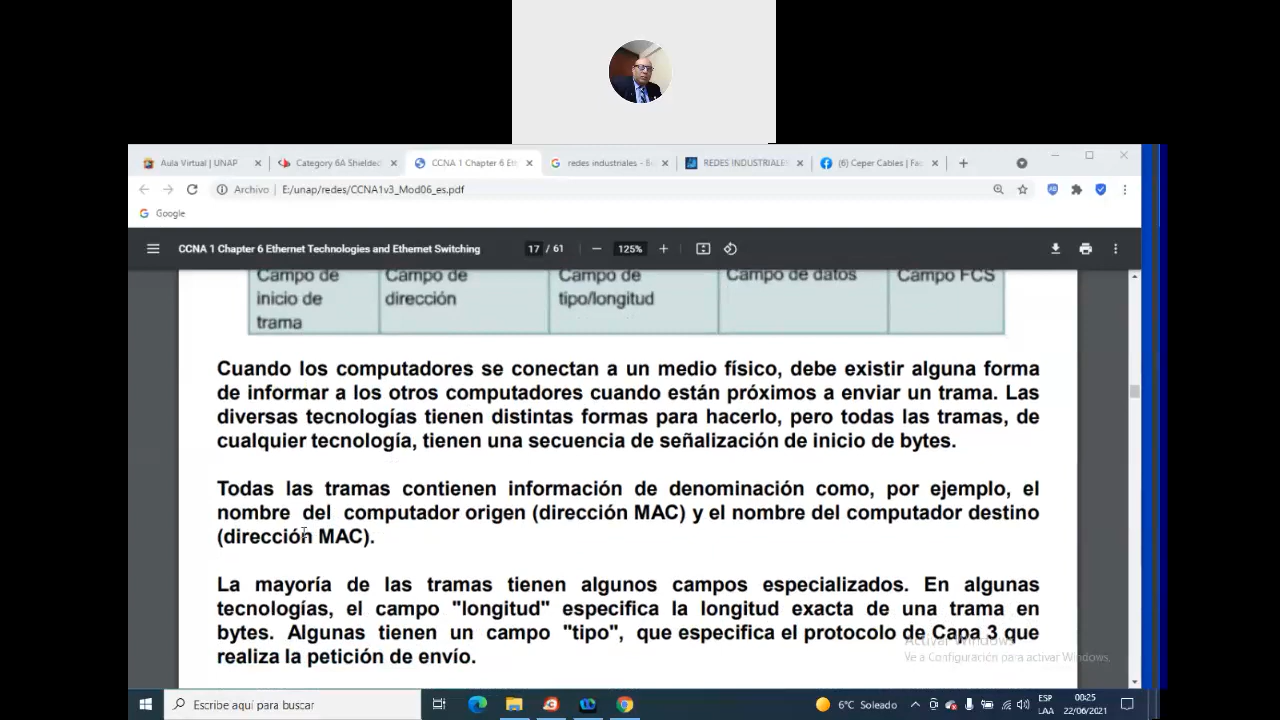 Aula Virtual | UNAP
Category 6A Shielded
CCNA 1 Chapter 6 Et
redes industriales - B
REDES INDUSTRIALE
(6) Ceper Cables | Fa
Archivo
E:/unap/redes/CCNA1v3_Mod06_es.pdf
Google
CCNA 1 Chapter 6 Ethernet Technologies and Ethernet Switching
17 / 61
125%
Campo de inicio de trama
Campo de dirección
Campo de tipo/longitud
Campo de datos
Campo FCS
Cuando los computadores se conectan a un medio físico, debe existir alguna forma
de informar a los otros computadores cuando están próximos a enviar un trama. Las
diversas tecnologías tienen distintas formas para hacerlo, pero todas las tramas, de
cualquier tecnología, tienen una secuencia de señalización de inicio de bytes.
Todas las tramas contienen información de denominación como, por ejemplo, el
nombre del computador origen (dirección MAC) y el nombre del computador destino
(dirección MAC).
La mayoría de las tramas tienen algunos campos especializados. En algunas
tecnologías, el campo "longitud" especifica la longitud exacta de una trama en
bytes. Algunas tienen un campo "tipo", que especifica el protocolo de Capa 3 que
realiza la petición de envío.
Activar Windows
Ve a Configuración para activar Windows.
Escribe aquí para buscar
6°C Soleado
ESP
LAA
00:25
22/06/2021